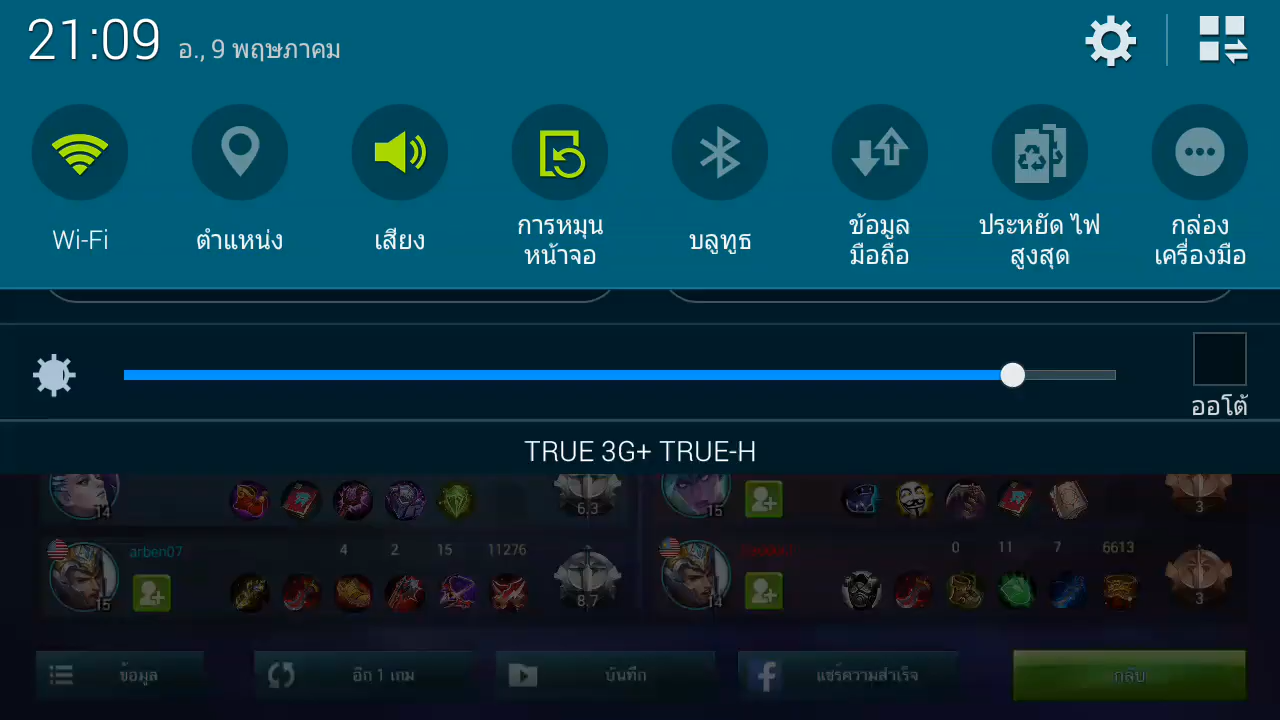 21:09 อ., 9 พฤษภาคม
Wi-Fi
ตำแหน่ง
เสียง
การหมุน
หน้าจอ
บลูทูธ
ข้อมูล
มือถือ
ประหยัด ไฟ
สูงสุด
กล่อง
เครื่องมือ
ออโต้
TRUE 3G+ TRUE-H
14 6,3
15 3
arben07 4 2 15 11276
15 8,7
0 11 7 6613
14 3
ข้อมูล
อีก 1 เกม
บันทึก
แชร์ความสำเร็จ
กลับ